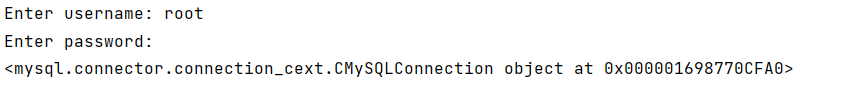 Enter username: root
Enter password:
<mysql.connector.connection_cext.CMySQLConnection object at 0x000001698770CFA0>